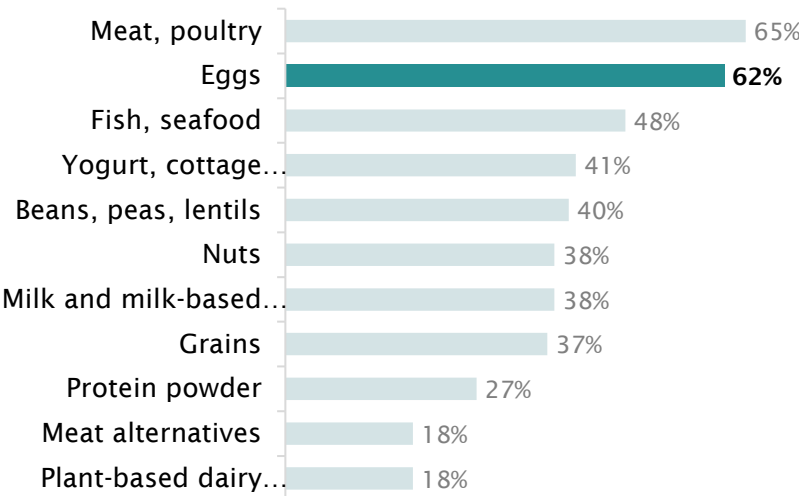 Meat, poultry 65%
Eggs 62%
Fish, seafood 48%
Yogurt, cottage... 41%
Beans, peas, lentils 40%
Nuts 38%
Milk and milk-based... 38%
Grains 37%
Protein powder 27%
Meat alternatives 18%
Plant-based dairy... 18%